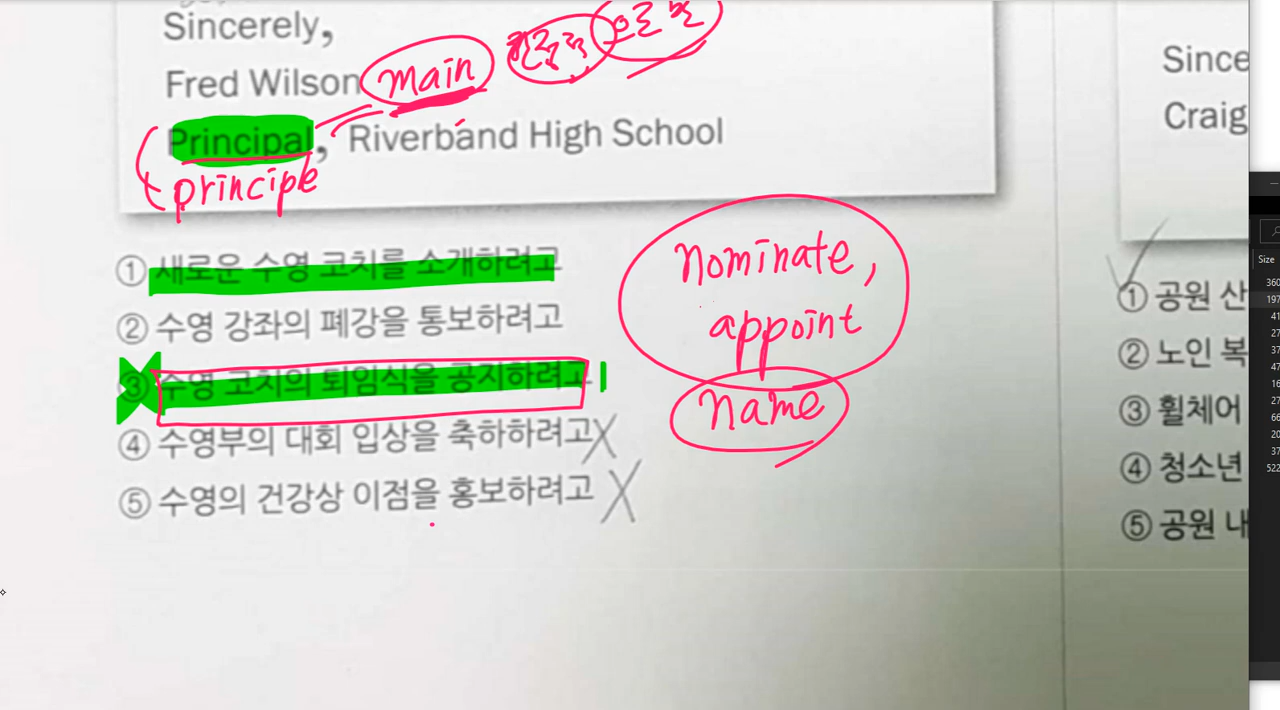 Sincerely,
Fred Wilson
main
Principal, Riverband High School
principle
① 새로운 수영 코치를 소개하려고
② 수영 강좌의 폐강을 통보하려고
③ 수영 코치의 퇴임식을 공지하려고
④ 수영부의 대회 입상을 축하하려고
⑤ 수영의 건강상 이점을 홍보하려고
nominate,
appoint
name
Since
Craig
① 공원 산
② 노인 복
③ 휠체어
④ 청소년
⑤ 공원 내
Size
360
197